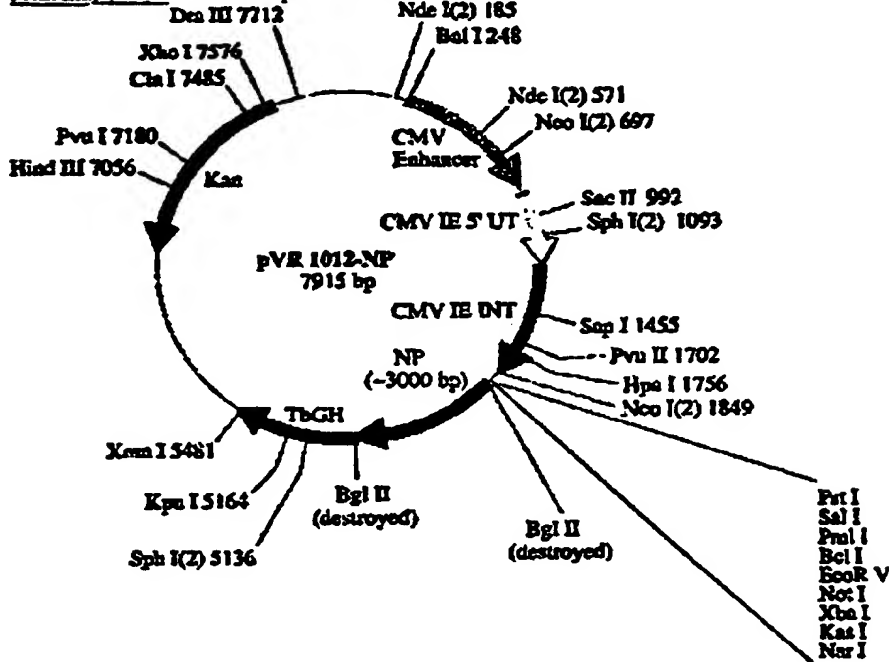 Dra III 7712
Xho I 7576
Cla I 7485
Pvu I 7180
Hind III 7056
Kan
Nde I(2) 185
Bal I 248
Nde I(2) 571
Nco I(2) 697
CMV
Enhancer
Sac II 992
CMV IE 5' UT
Sph I(2) 1093
pVR 1012-NP
7915 bp
CMV IE INT
Sap I 1455
Pvu II 1702
Hpa I 1756
Nco I(2) 1849
NP
(~3000 bp)
TbGH
Xcm I 5481
Kpn I 5164
Sph I(2) 5136
Bgl II
(destroyed)
Bgl II
(destroyed)
Pst I
Sal I
Pml I
Bcl I
EcoR V
Not I
Xba I
Kas I
Nar I